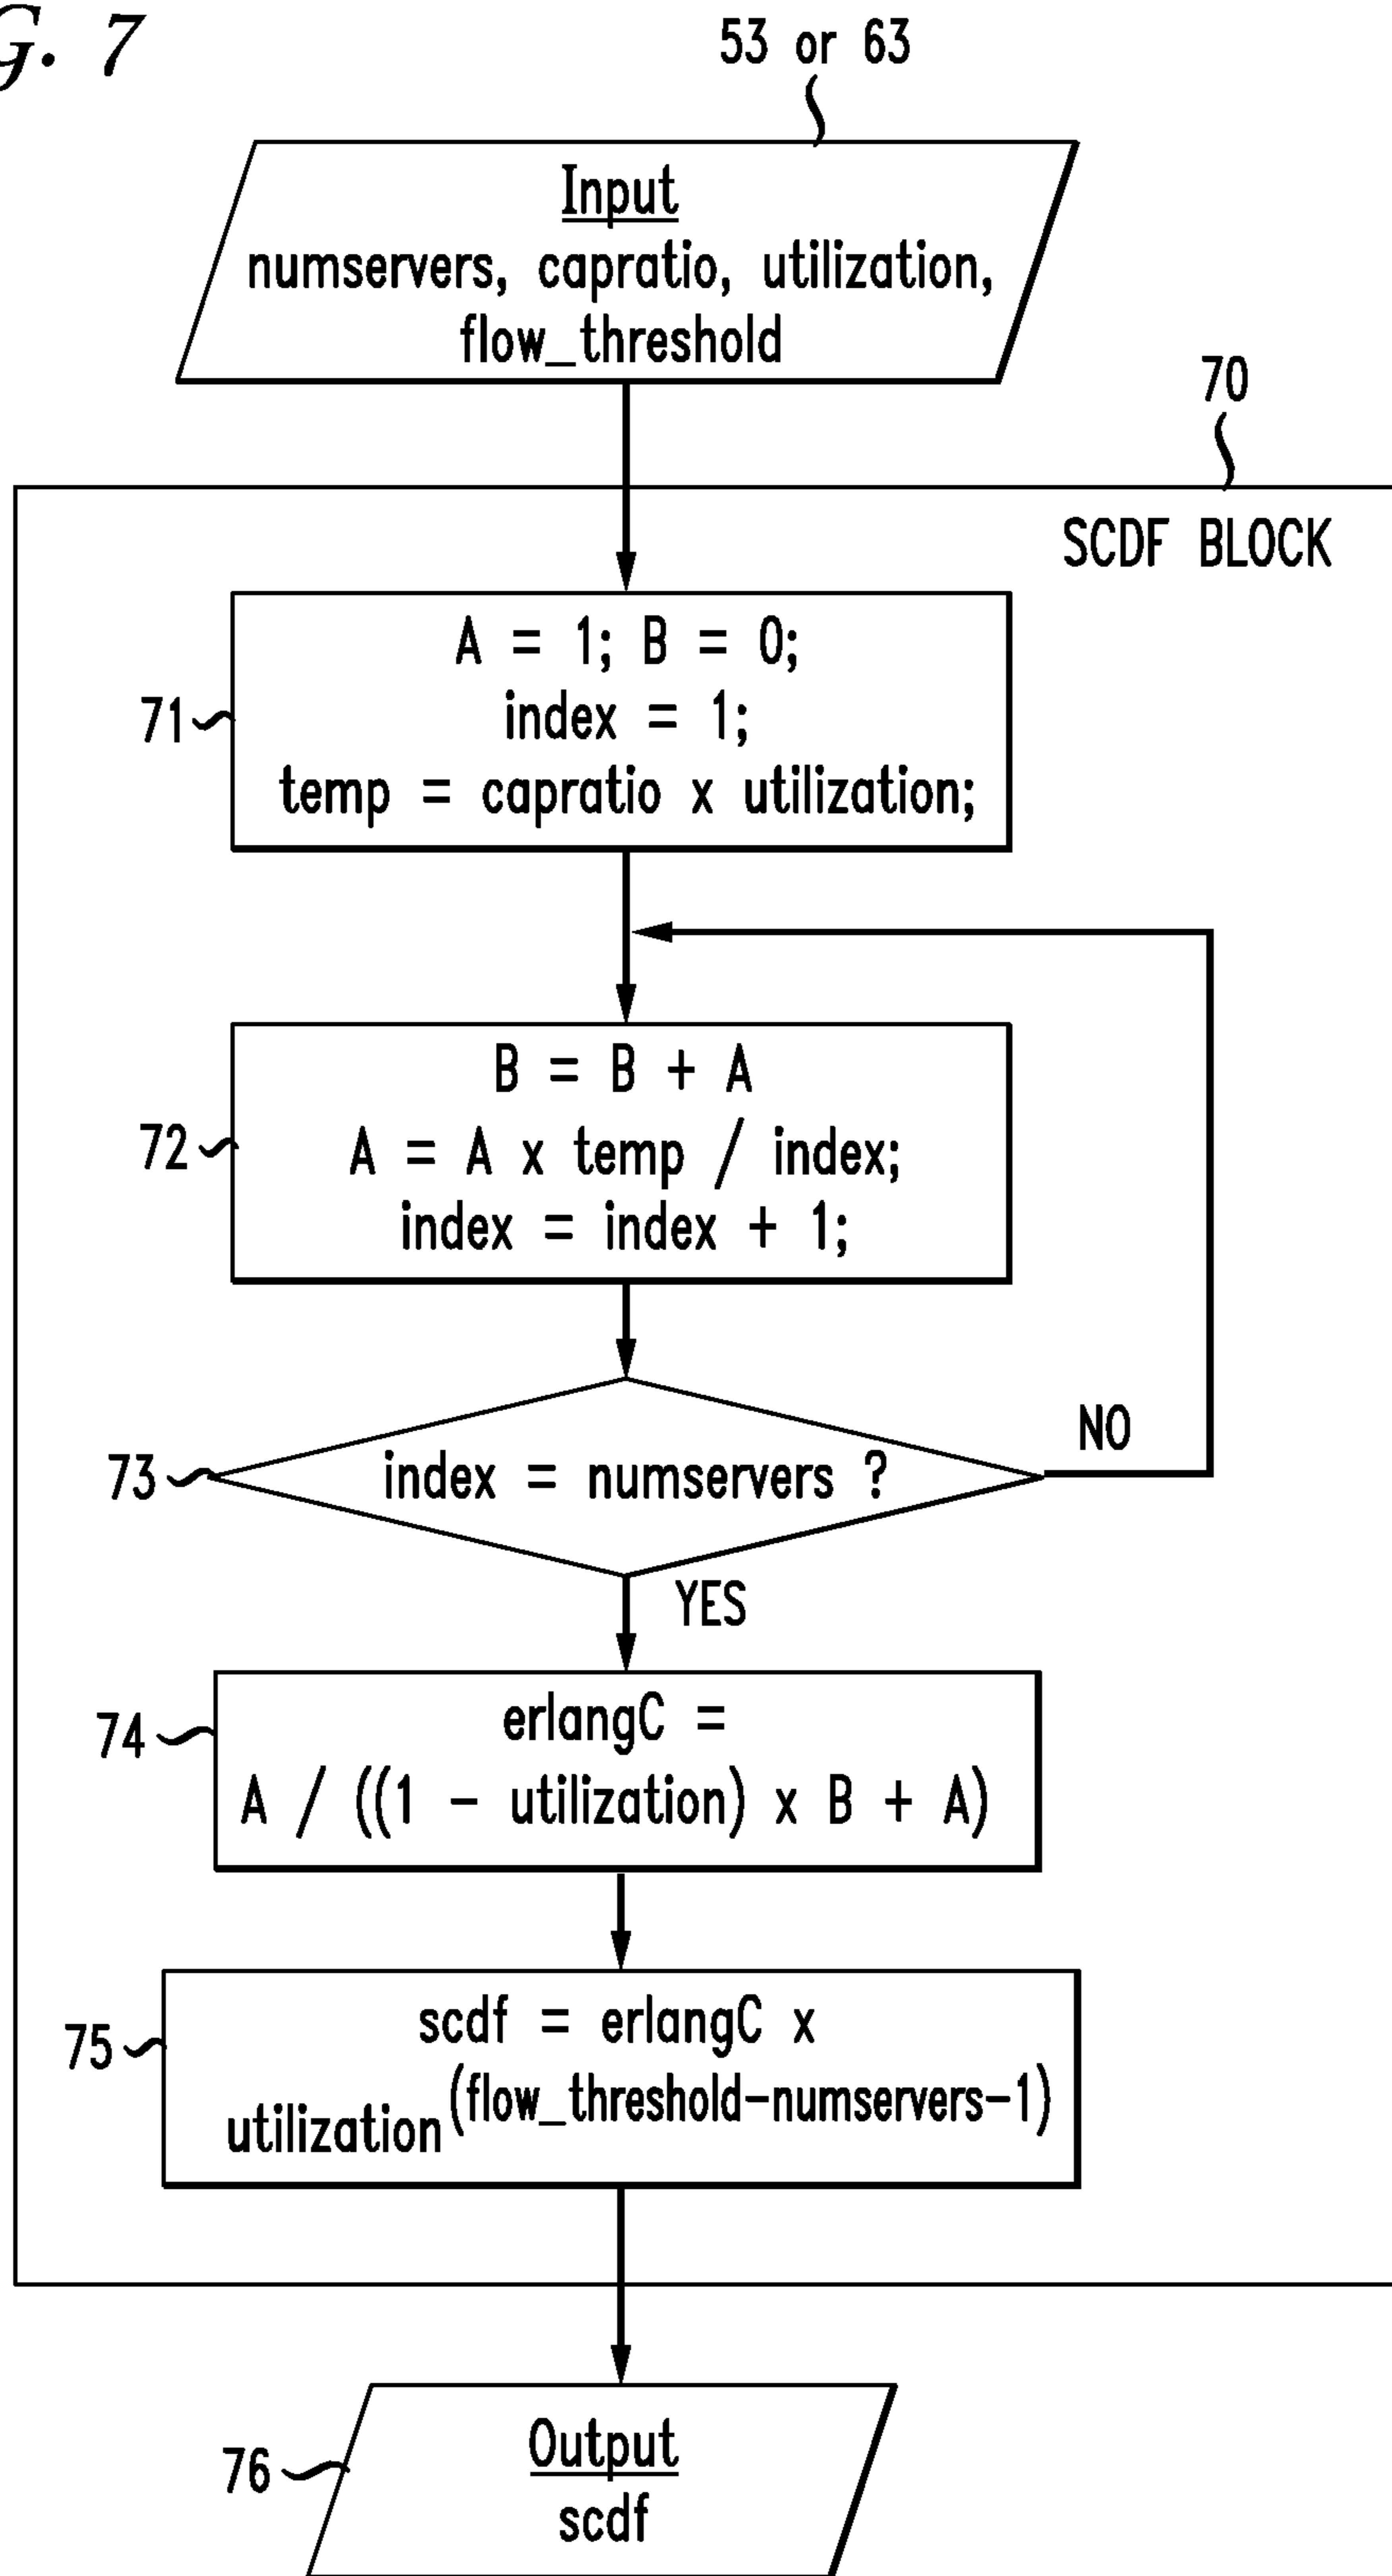 G. 7
53 or 63
Input
numservers, capratio, utilization,
flow_threshold
70
SCDF BLOCK
A = 1; B = 0;
index = 1;
temp = capratio x utilization;
71
B = B + A
A = A x temp / index;
index = index + 1;
72
73
index = numservers ?
NO
YES
74
erlangC =
A / ((1 - utilization) x B + A)
75
scdf = erlangC x
utilization(flow_threshold-numservers-1)
76
Output
scdf